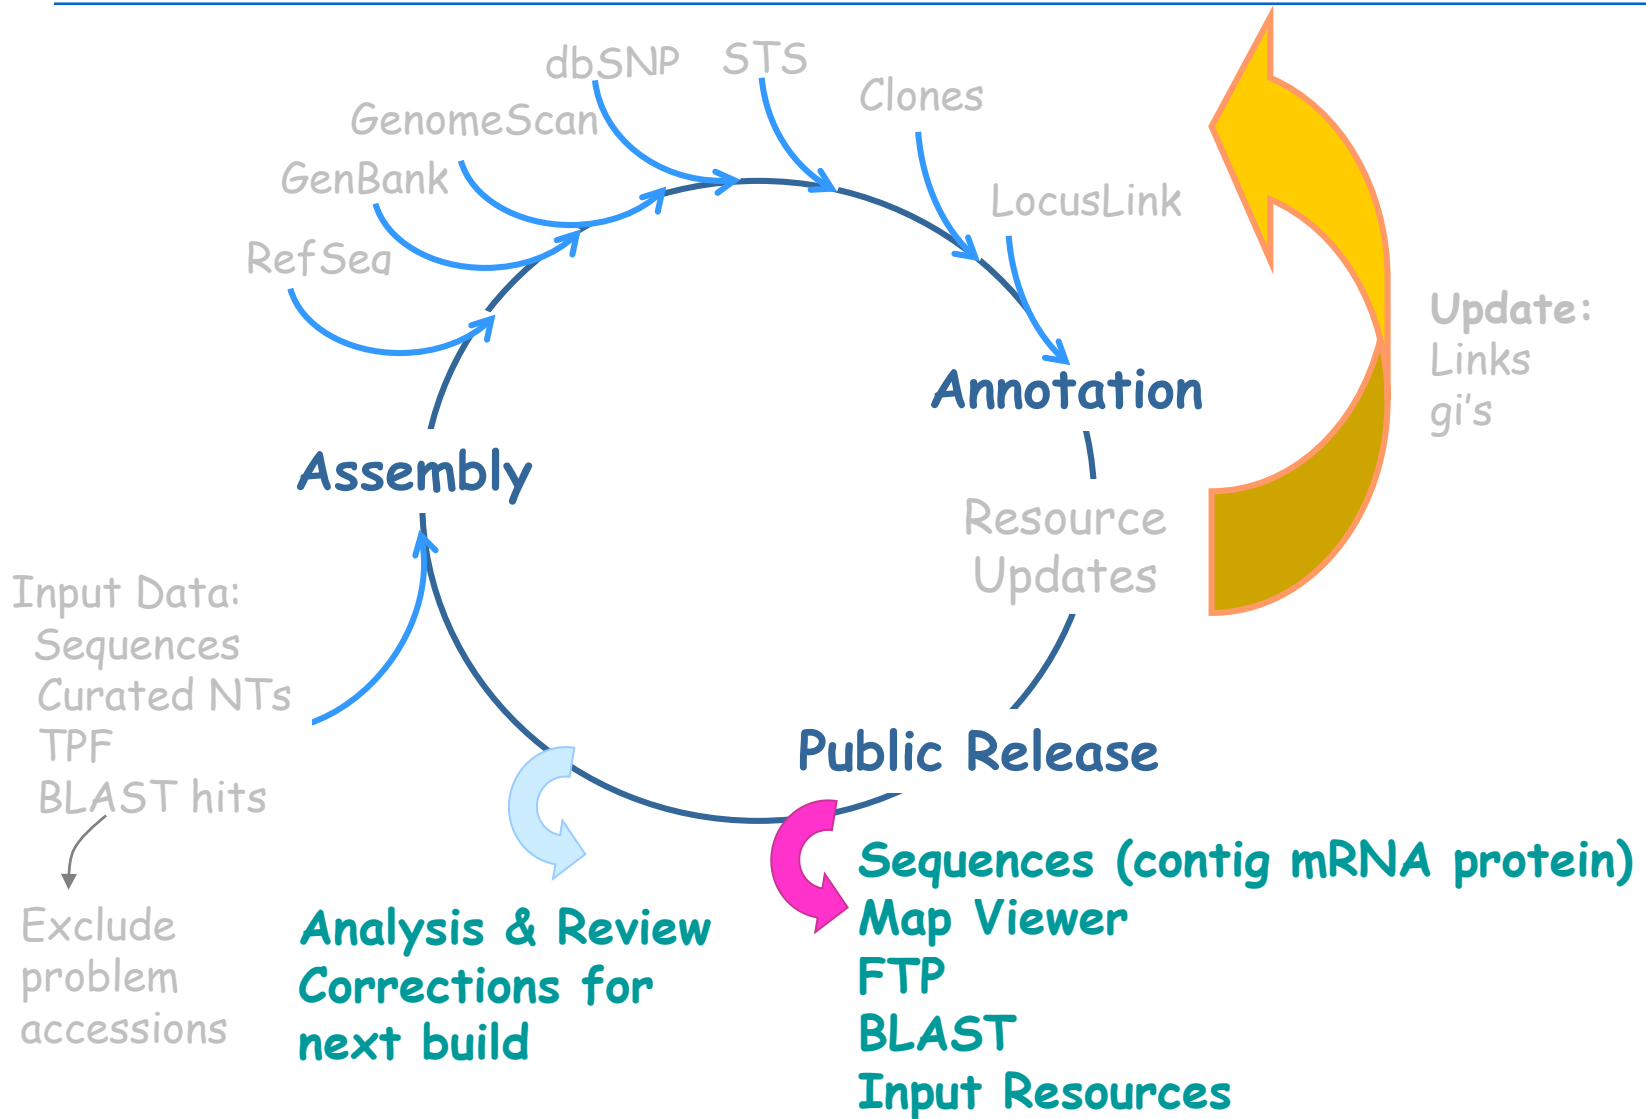 dbSNP
STS
Clones
GenomeScan
GenBank
LocusLink
RefSeq
Update:
Links
gi's
Annotation
Assembly
Resource
Updates
Input Data:
Sequences
Curated NTs
TPF
BLAST hits
Public Release
Exclude
problem
accessions
Analysis & Review
Corrections for
next build
Sequences (contig mRNA protein)
Map Viewer
FTP
BLAST
Input Resources